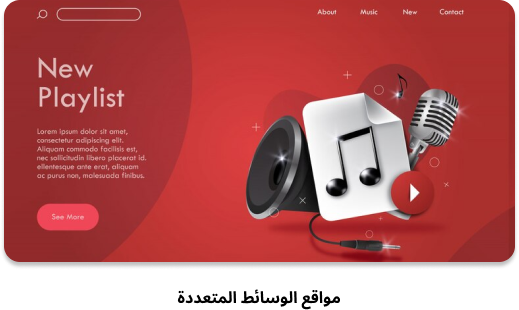 About Music New Contact
New
Playlist
Lorem ipsum dolor sit amet,
consectetur adipiscing elit.
Aliquam commodo facilisis est,
nec sollicitudin libero placerat id.
ellentesque ante erat, aliquam
ac purus non, malesuada finibus.
See More
مواقع الوسائط المتعددة